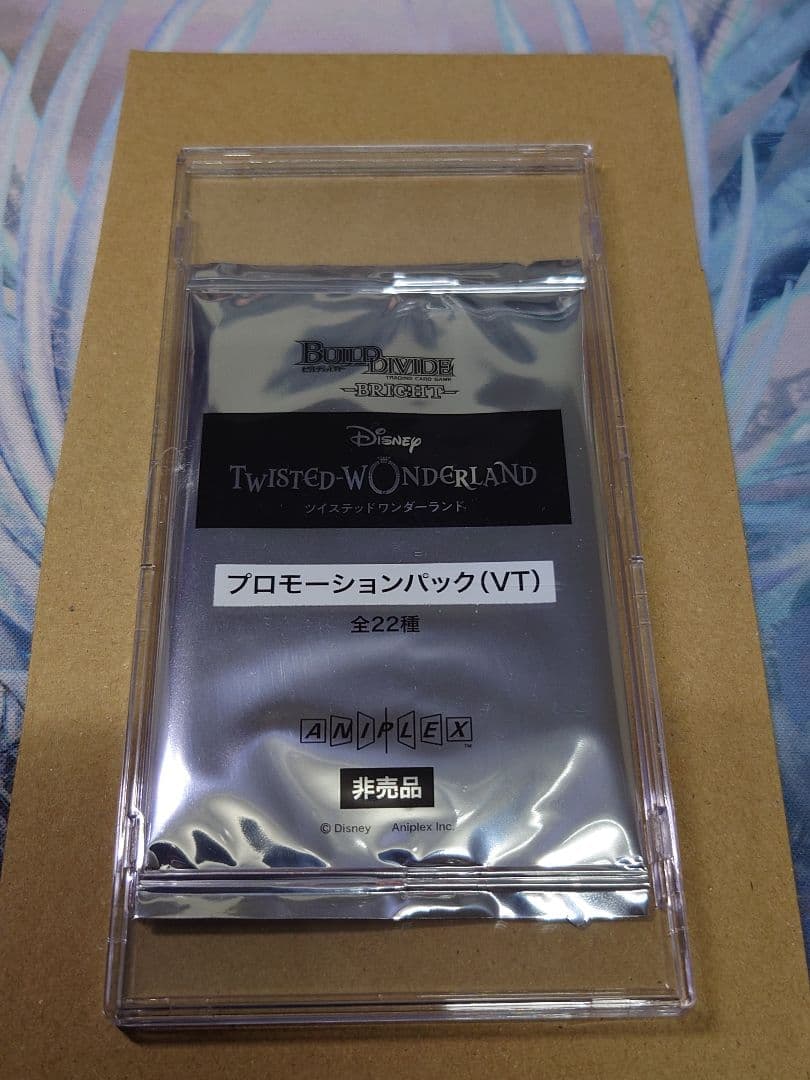 BUILD DIVIDE
ビルディバイド
TRADING CARD GAME
-BRIGHT-
Disney
TWISTED-WONDERLAND
ツイステッドワンダーランド
プロモーションパック(VT)
全22種
ANIPLEX
TM
非売品
© Disney Aniplex Inc.